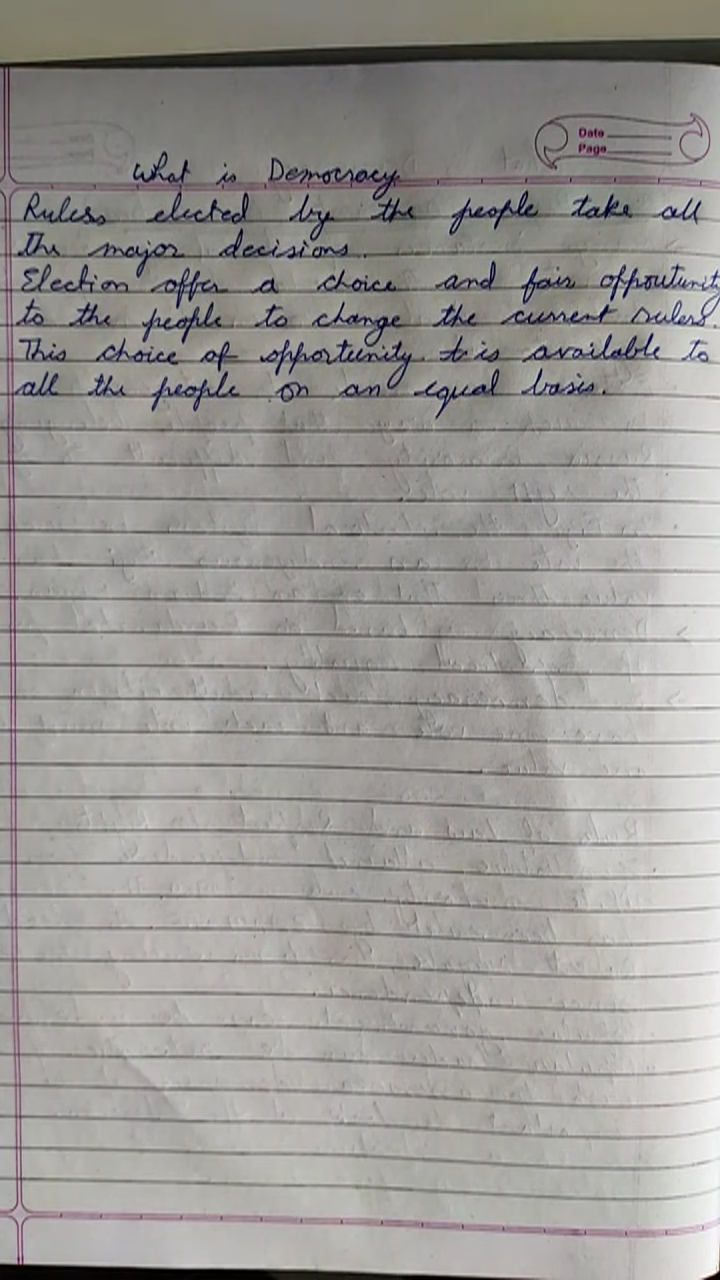 Date
Page
What is Democracy
Rulers elected by the people take all
the major decisions.
Election offer a choice and fair opportunity
to the people to change the current rulers.
This choice of opportunity is available to
all the people on an equal basis.